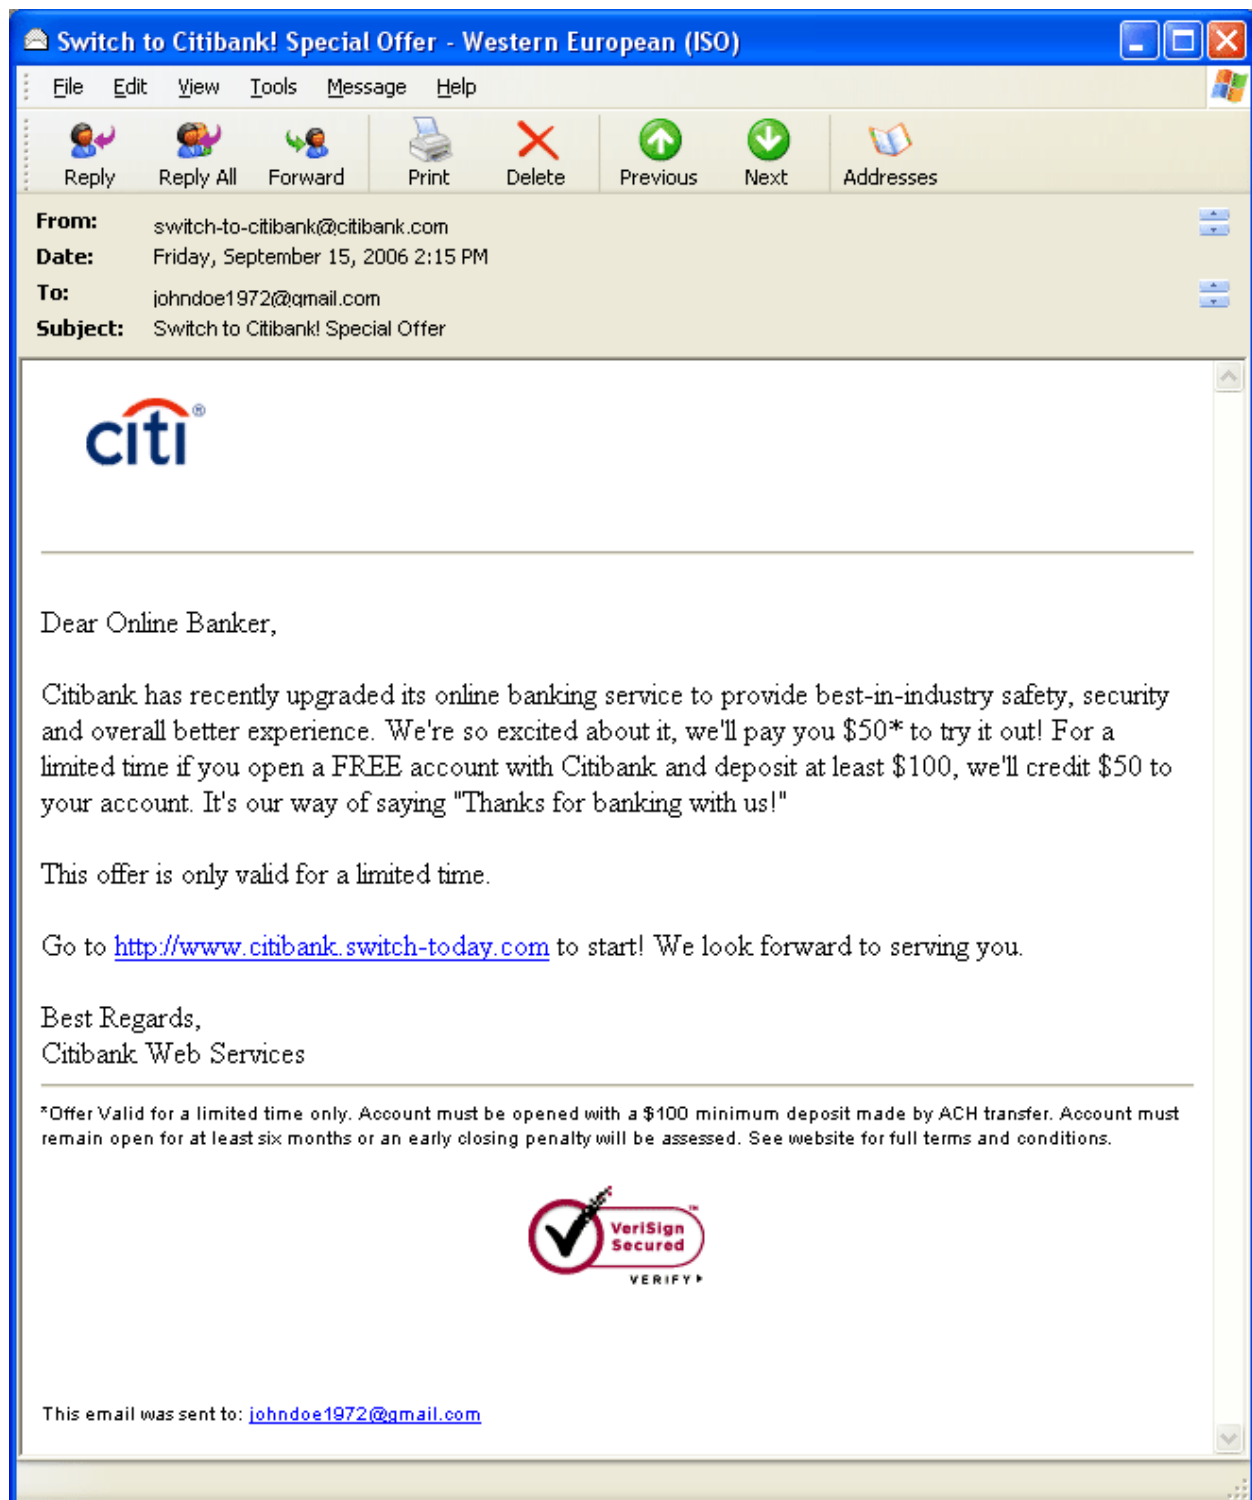 Switch to Citibank! Special Offer - Western European (ISO)
File Edit View Tools Message Help
Reply Reply All Forward Print Delete Previous Next Addresses
From: switch-to-citibank@citibank.com
Date: Friday, September 15, 2006 2:15 PM
To: johndoe1972@gmail.com
Subject: Switch to Citibank! Special Offer
citi®
Dear Online Banker,
Citibank has recently upgraded its online banking service to provide best-in-industry safety, security
and overall better experience. We're so excited about it, we'll pay you $50* to try it out! For a
limited time if you open a FREE account with Citibank and deposit at least $100, we'll credit $50 to
your account. It's our way of saying "Thanks for banking with us!"
This offer is only valid for a limited time.
Go to http://www.citibank.switch-today.com to start! We look forward to serving you.
Best Regards,
Citibank Web Services
*Offer Valid for a limited time only. Account must be opened with a $100 minimum deposit made by ACH transfer. Account must
remain open for at least six months or an early closing penalty will be assessed. See website for full terms and conditions.
VeriSign™
Secured
VERIFY
This email was sent to: johndoe1972@gmail.com